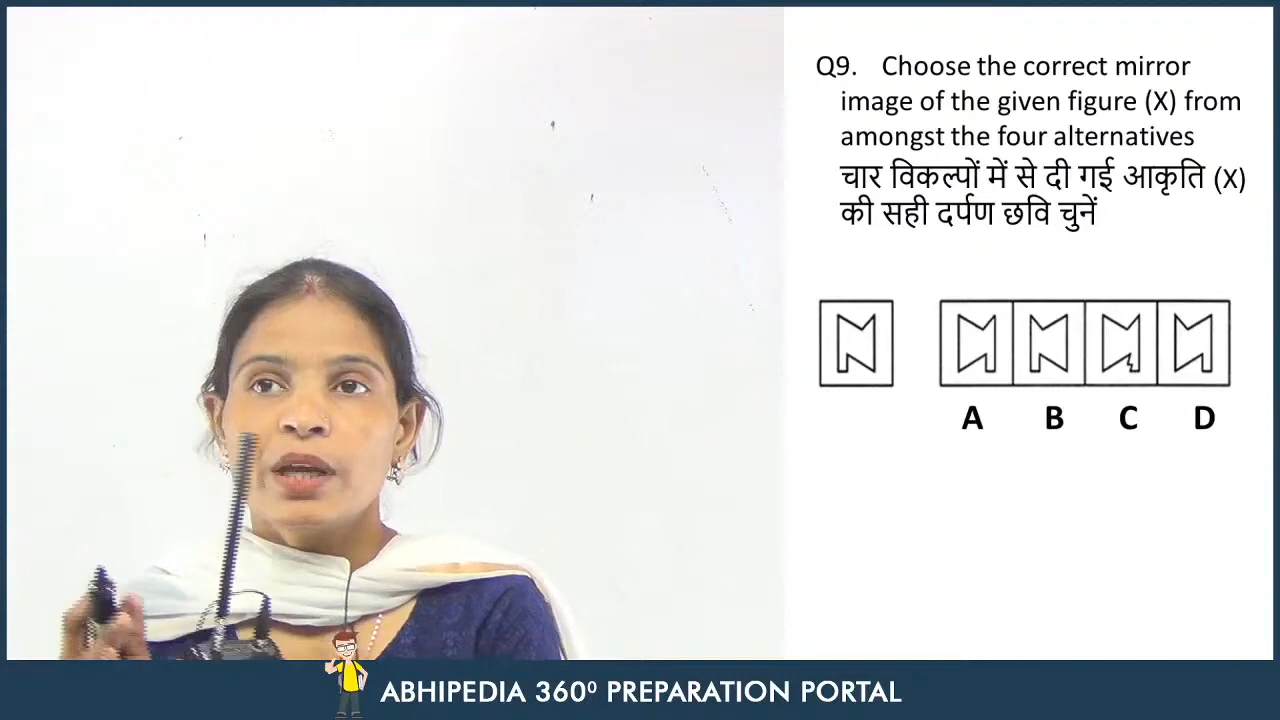 Q9. Choose the correct mirror
image of the given figure (X) from
amongst the four alternatives
चार विकल्पों में से दी गई आकृति (X)
की सही दर्पण छवि चुनें
A B C D
ABHIPEDIA 360⁰ PREPARATION PORTAL